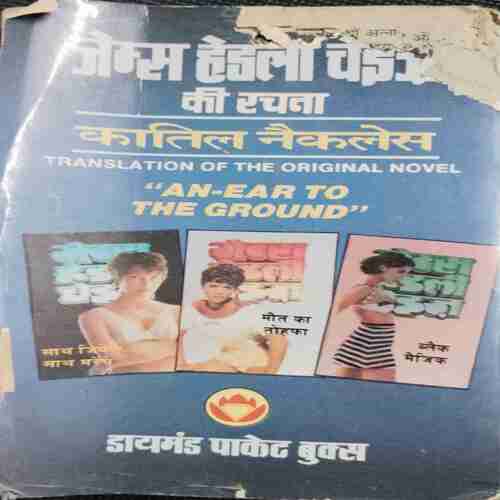 जेम्स हेडली चेइज
की रचना
कातिल नैकलेस
TRANSLATION OF THE ORIGINAL NOVEL
"AN-EAR TO
THE GROUND"
मौत का
तोहफा
ब्लैक
मैजिक
डायमंड पाकेट बुक्स